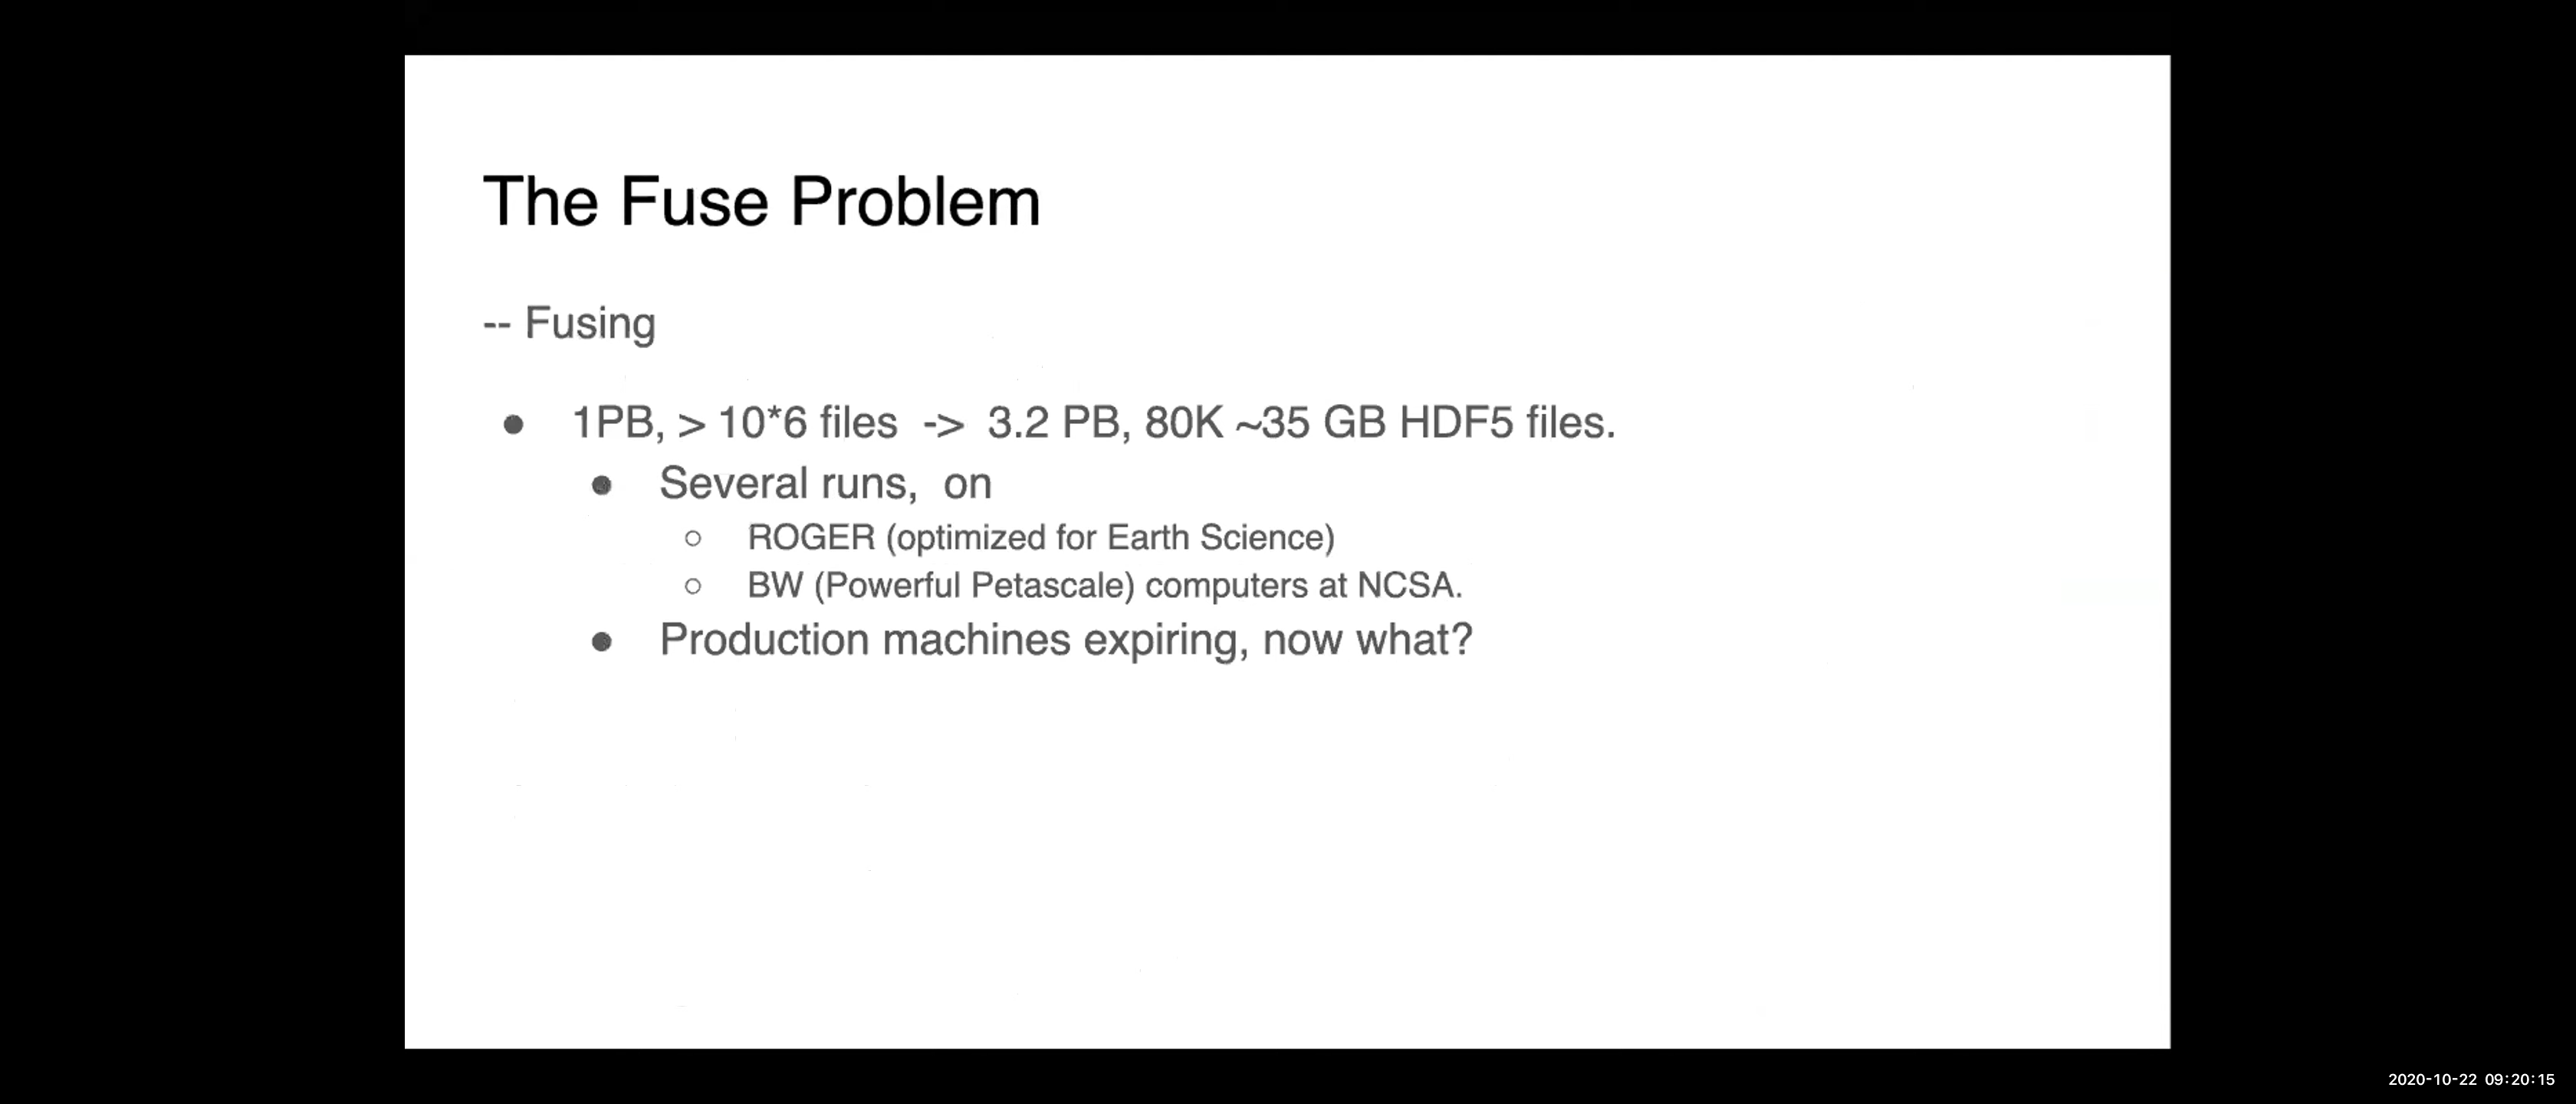 The Fuse Problem
-- Fusing
● 1PB, > 10*6 files -> 3.2 PB, 80K ~35 GB HDF5 files.
● Several runs, on
○ ROGER (optimized for Earth Science)
○ BW (Powerful Petascale) computers at NCSA.
● Production machines expiring, now what?
2020-10-22 09:20:15